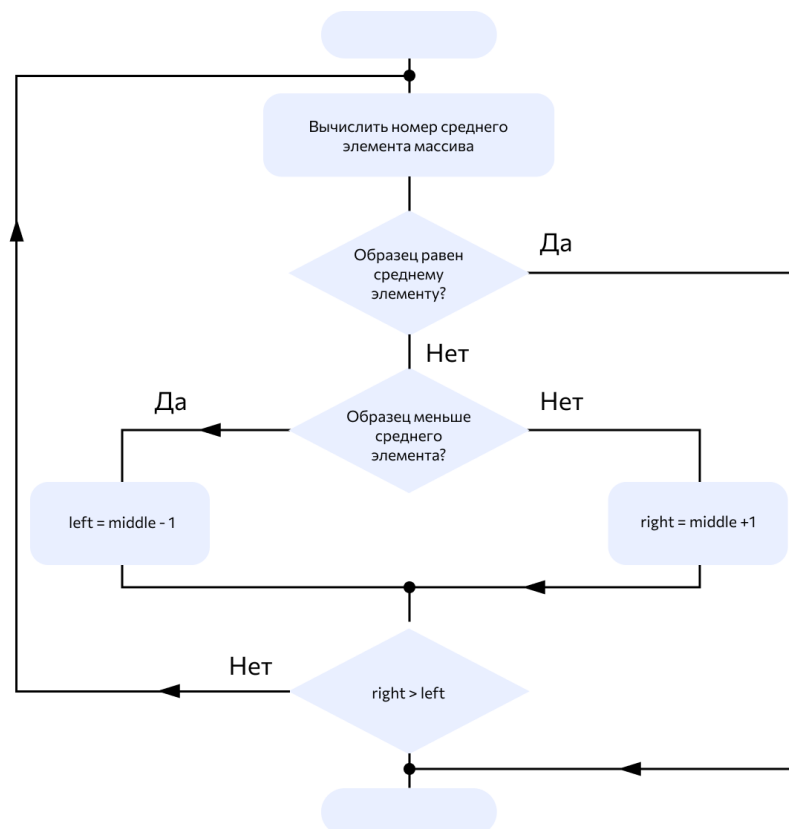 Вычислить номер среднего
элемента массива
Образец равен
среднему
элементу?
Да
Нет
Да
Образец меньше
среднего
элемента?
Нет
left = middle - 1
right = middle +1
Нет
right > left